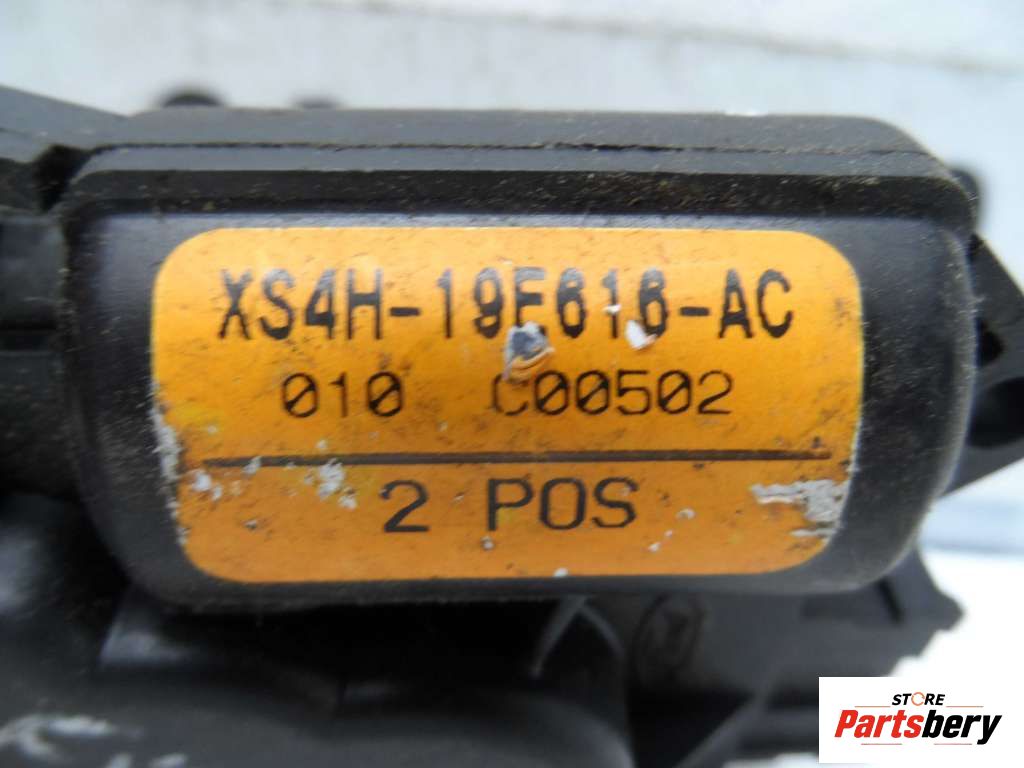 XS4H-19E616-AC
010 C00502
2 POS
STORE
Partsbery